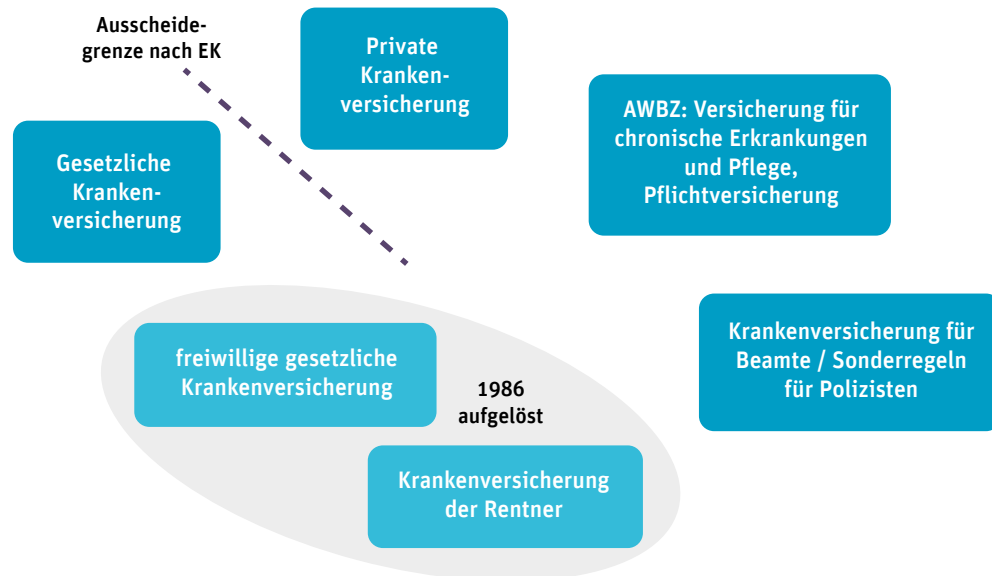 Ausscheide-
grenze nach EK
Private
Kranken-
versicherung
AWBZ: Versicherung für
chronische Erkrankungen
und Pflege,
Pflichtversicherung
Gesetzliche
Kranken-
versicherung
Krankenversicherung für
Beamte / Sonderregeln
für Polizisten
freiwillige gesetzliche
Krankenversicherung
1986
aufgelöst
Krankenversicherung
der Rentner